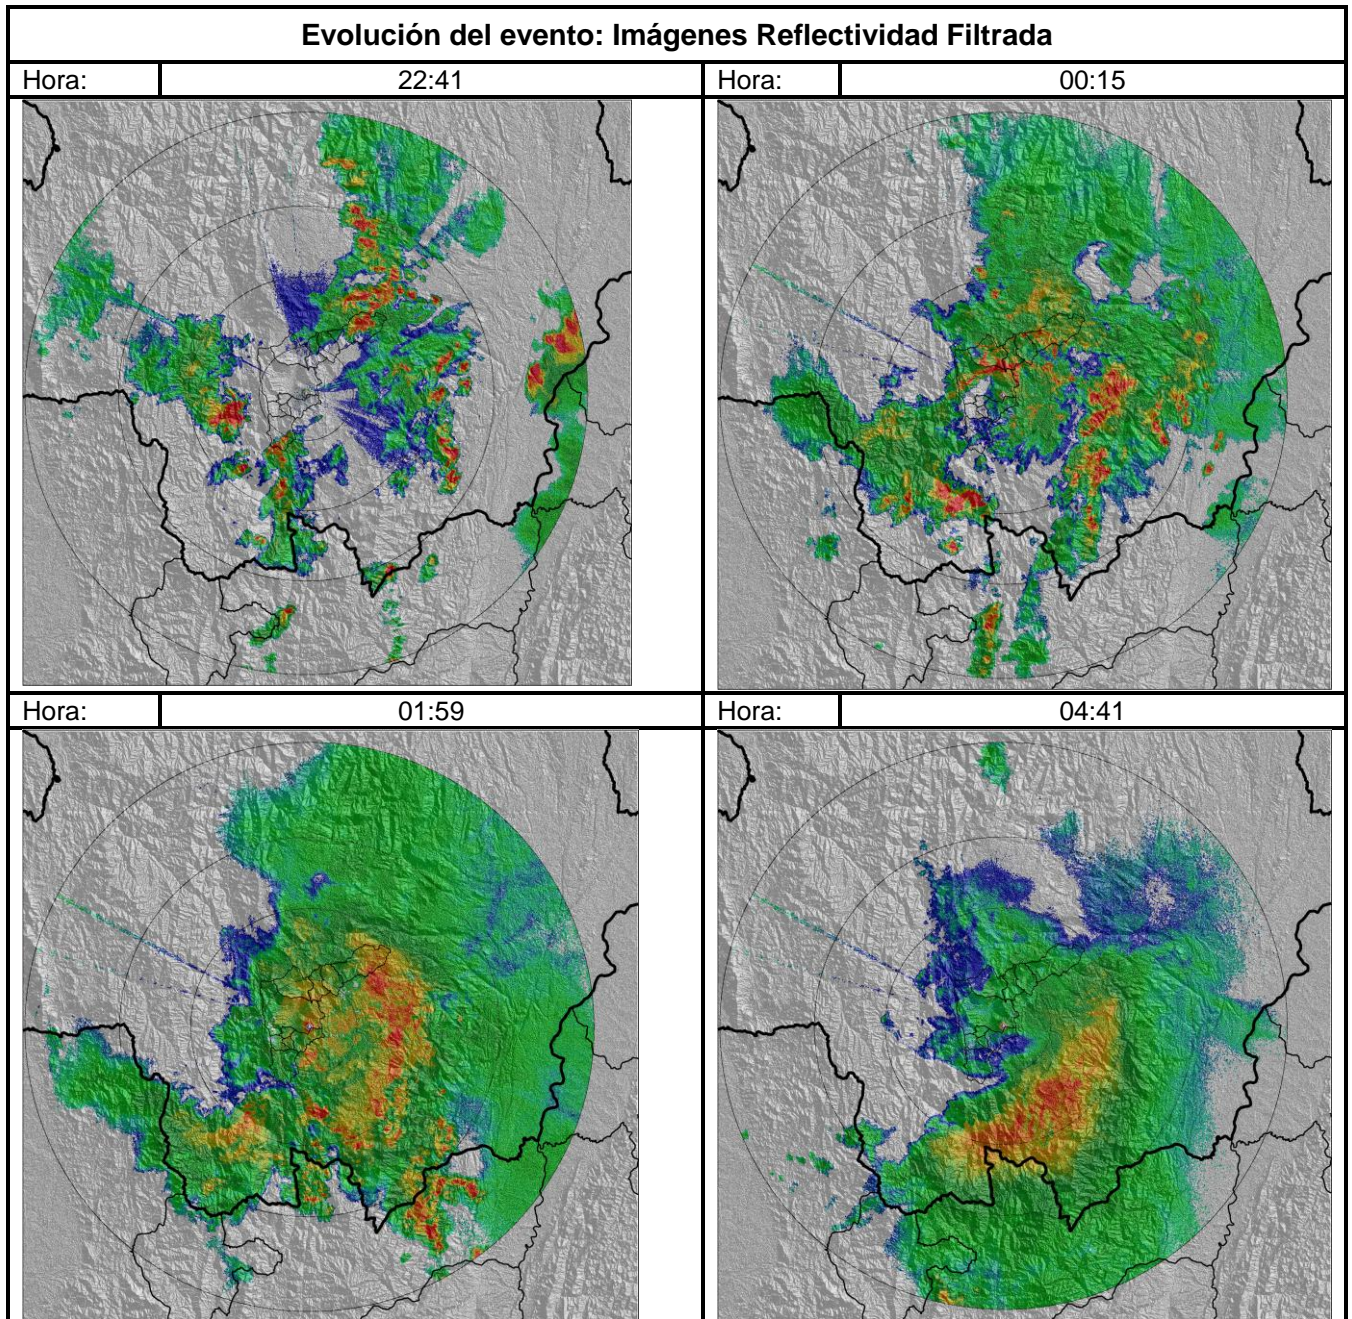 Evolución del evento: Imágenes Reflectividad Filtrada
Hora: 22:41 Hora: 00:15
Hora: 01:59 Hora: 04:41